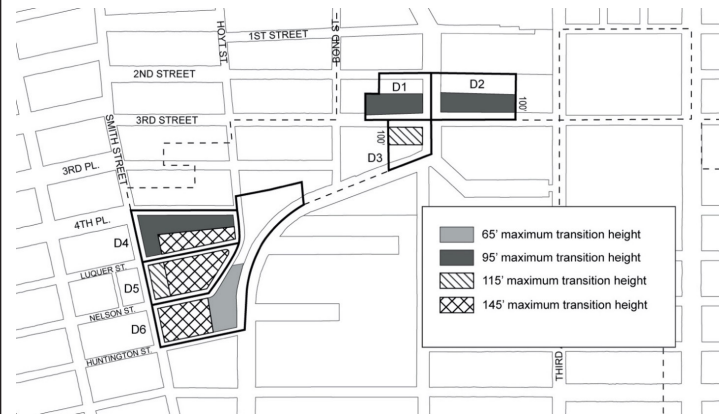 HOYT ST.
1ST STREET
BOND ST.
2ND STREET
D1
D2
100'
3RD STREET
SMITH STREET
100'
D3
3RD PL.
4TH PL.
D4
LUQUER ST.
D5
NELSON ST.
D6
HUNTINGTON ST.
65' maximum transition height
95' maximum transition height
115' maximum transition height
145' maximum transition height
THIRD